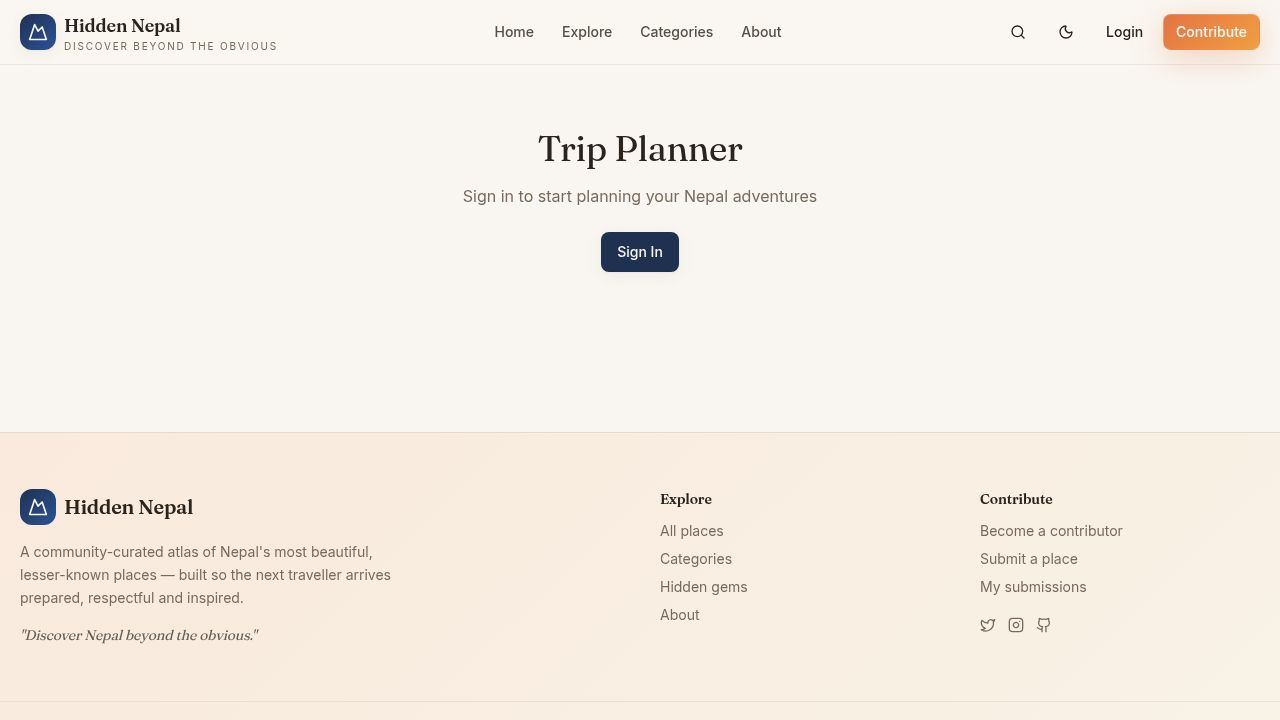 Hidden Nepal
DISCOVER BEYOND THE OBVIOUS
Home
Explore
Categories
About
Login
Contribute
Trip Planner
Sign in to start planning your Nepal adventures
Sign In
Hidden Nepal
A community-curated atlas of Nepal's most beautiful,
lesser-known places — built so the next traveller arrives
prepared, respectful and inspired.
"Discover Nepal beyond the obvious."
Explore
All places
Categories
Hidden gems
About
Contribute
Become a contributor
Submit a place
My submissions